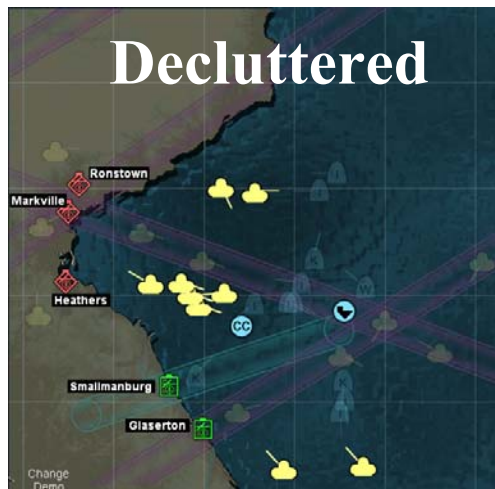 Decluttered
Ronstown
Markville
Heathers
CC
Smallmanburg
Glaserton
Change
Demo